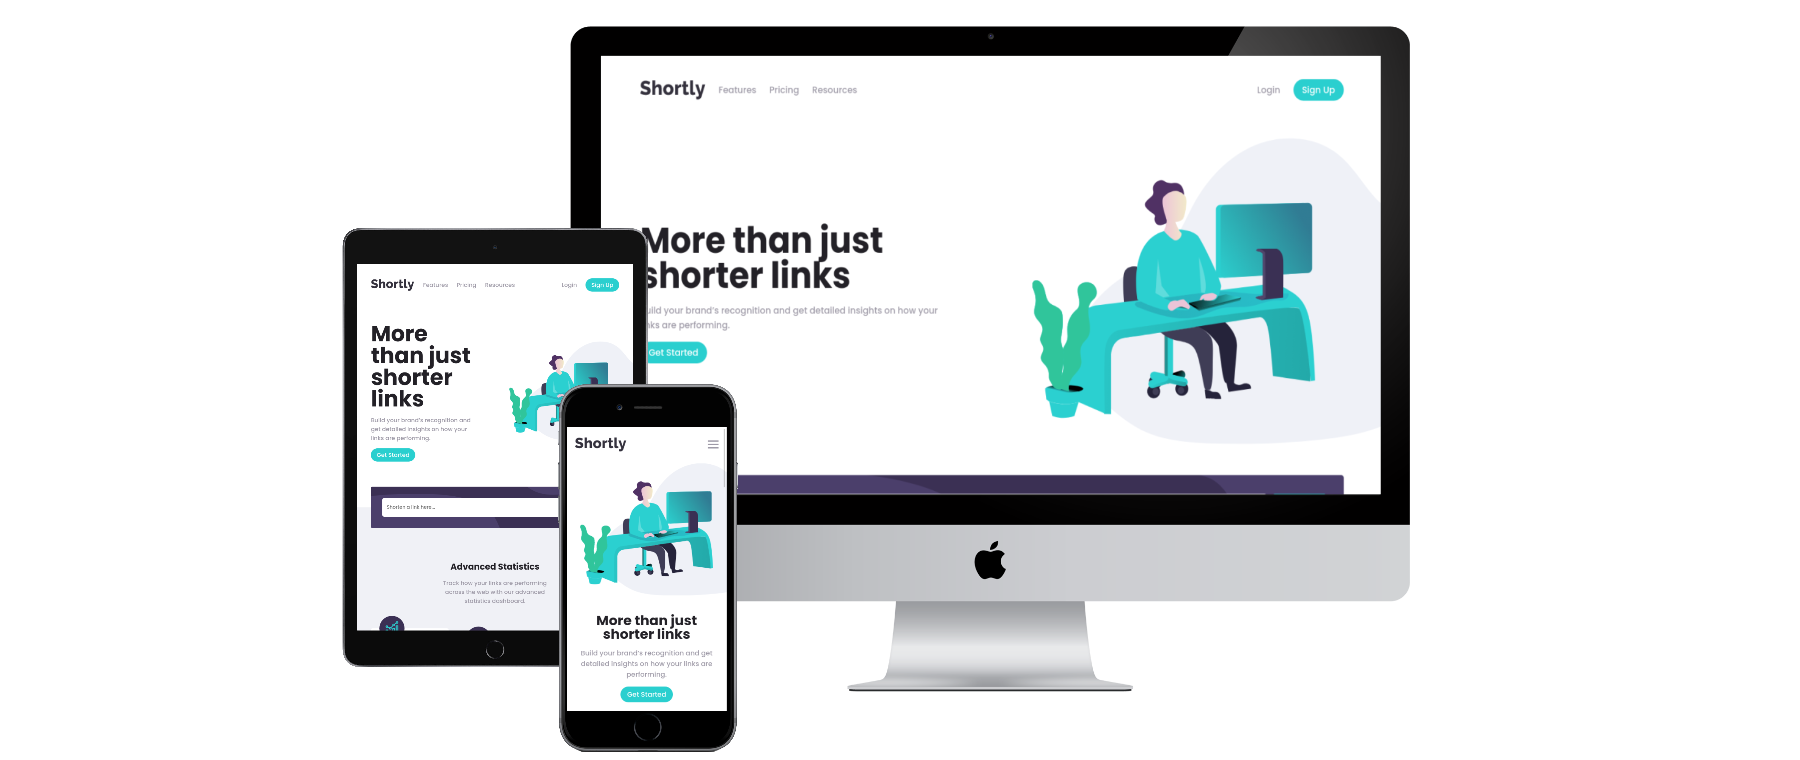 Shortly Features Pricing Resources Login Sign Up
More than just
shorter links
uild your brand's recognition and get detailed insights on how your
nks are performing.
Get Started
Shortly Features Pricing Resources Login Sign Up
More
than just
shorter
links
Build your brand's recognition and
get detailed insights on how your
links are performing.
Get Started
Shorten a link here...
Advanced Statistics
Track how your links are performing
across the web with our advanced
statistics dashboard.
Shortly
More than just
shorter links
Build your brand's recognition and get
detailed insights on how your links are
performing.
Get Started